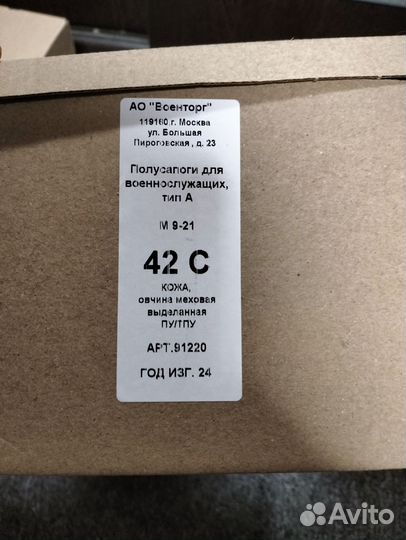 АО "Военторг"
119160,г. Москва
ул. Большая
Пироговская, д. 23
Полусапоги для
военнослужащих,
тип А
М 9-21
42 С
КОЖА,
овчина меховая
выделанная
ПУ/ТПУ
АРТ.91220
ГОД ИЗГ. 24
Avito